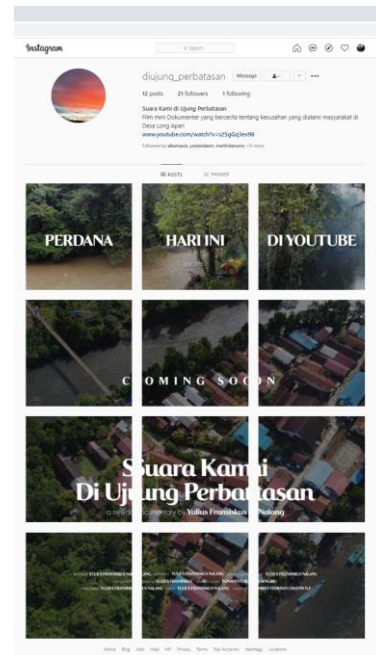 Instagram
Search
diujung_perbatasan Message
12 posts 21 followers 1 following
Suara Kami di Ujung Perbatasan
Film mini Dokumenter yang bercerita tentang kesusahan yang dialami masyarakat di
Desa Long Apari
Followed by
POSTS TAGGED
PERDANA HARI INI DI YOUTUBE
COMING SOON
Suara Kami
Di Ujung Perbatasan
a mini documentary by Yulius Fransiskus Nalang
About Blog Jobs Help API Privacy Terms Top Accounts Hashtags Locations